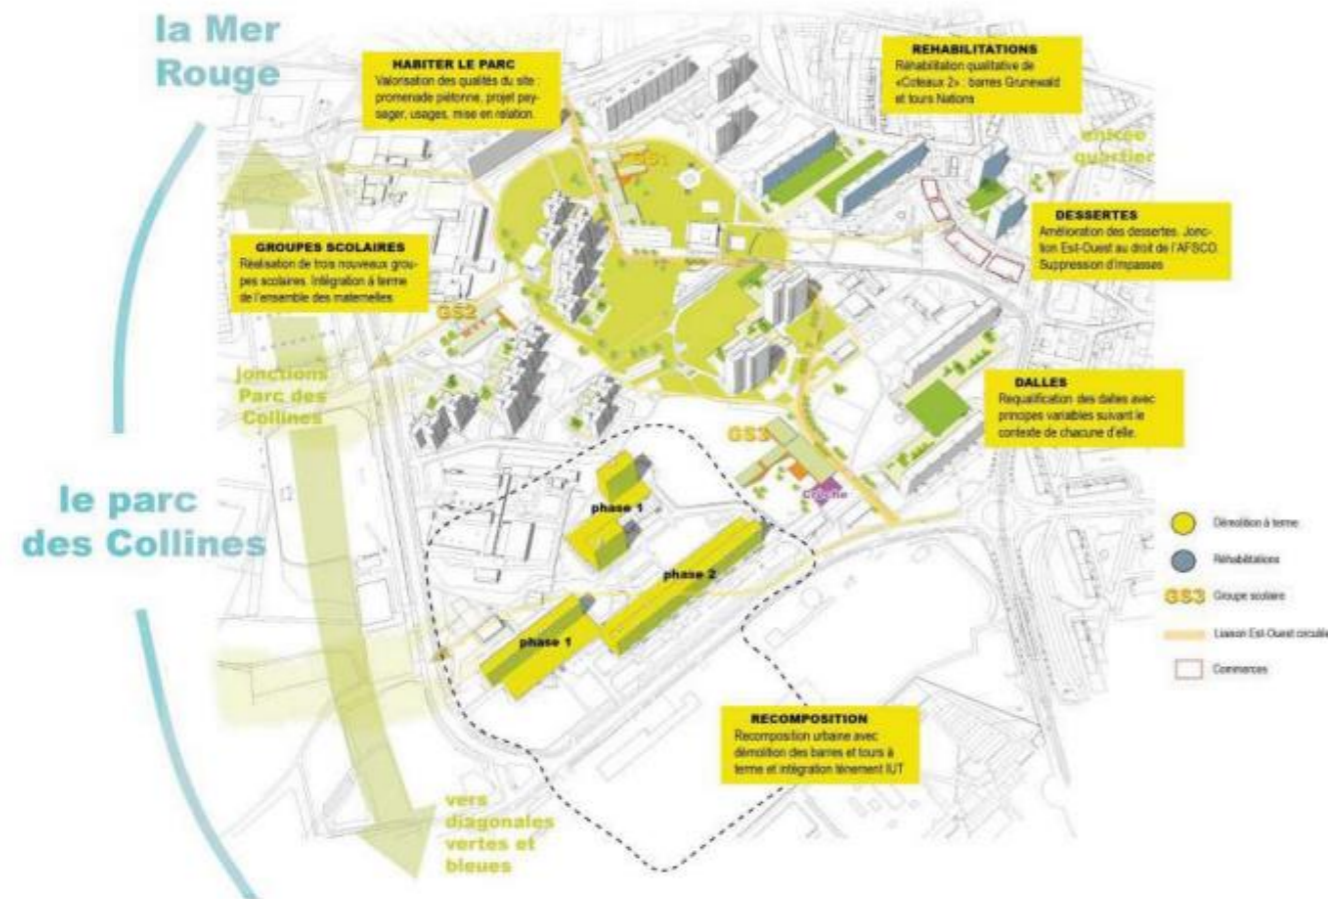 la Mer
Rouge
HABITER LE PARC
Valorisation des qualités du site :
promenade piétonne, projet pay-
sager, usages, mise en relation.
REHABILITATIONS
Réhabilitation qualitative de
«Coteaux 2» : barres Grunewald
et tours Nations
entrée
quartier
GS1
GROUPES SCOLAIRES
Réalisation de trois nouveaux grou-
pes scolaires. Intégration à terme
de l'ensemble des maternelles
DESSERTES
Amélioration des dessertes. Jonc-
tion Est-Ouest au droit de l'AFSCO.
Suppression d'impasses
GS2
jonctions
Parc des
Collines
DALLES
Requalification des dalles avec
principes variables suivant le
contexte de chacune d'elle.
GS3
Crèche
le parc
des Collines
phase 1
phase 2
phase 1
Démolition à terme
Réhabilitations
GS3 Groupe scolaire
Liaison Est-Ouest circulée
Commerces
RECOMPOSITION
Recomposition urbaine avec
démolition des barres et tours à
terme et intégration tènement IUT
vers
diagonales
vertes et
bleues